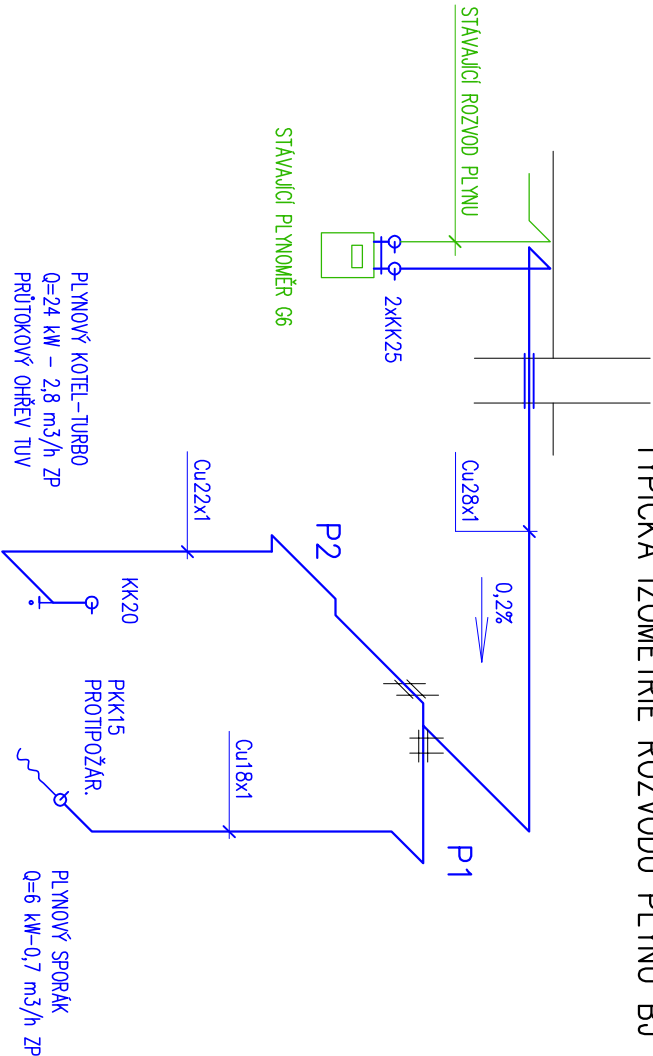 TYPICKÁ IZOMETRIE ROZVODU PLYNU BJ
STÁVAJÍCÍ ROZVOD PLYNU
STÁVAJÍCÍ PLYNOMĚR G6
2xKK25
Cu28x1
0,2%
PLYNOVÝ KOTEL-TURBO
Q=24 kW - 2,8 m3/h ZP
PRŮTOKOVÝ OHŘEV TUV
Cu22x1
P2
KK20
PKK15
PROTIPOŽÁR.
Cu18x1
P1
PLYNOVÝ SPORÁK
Q=6 kW-0,7 m3/h ZP